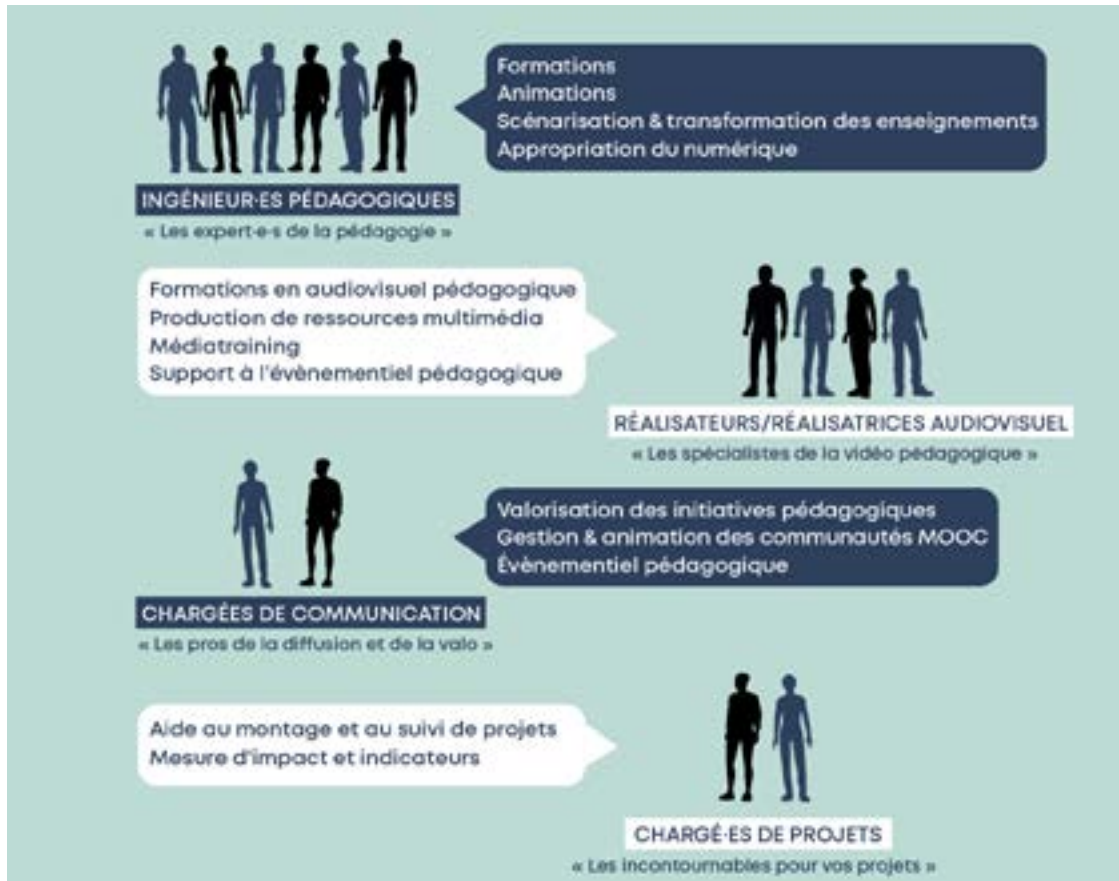 Formations
Animations
Scénarisation & transformation des enseignements
Appropriation du numérique
INGÉNIEUR·ES PÉDAGOGIQUES
« Les expert·e·s de la pédagogie »
Formations en audiovisuel pédagogique
Production de ressources multimédia
Médiatraining
Support à l'évènementiel pédagogique
RÉALISATEURS/RÉALISATRICES AUDIOVISUEL
« Les spécialistes de la vidéo pédagogique »
Valorisation des initiatives pédagogiques
Gestion & animation des communautés MOOC
Évènementiel pédagogique
CHARGÉES DE COMMUNICATION
« Les pros de la diffusion et de la valo »
Aide au montage et au suivi de projets
Mesure d'impact et indicateurs
CHARGÉ·ES DE PROJETS
« Les incontournables pour vos projets »